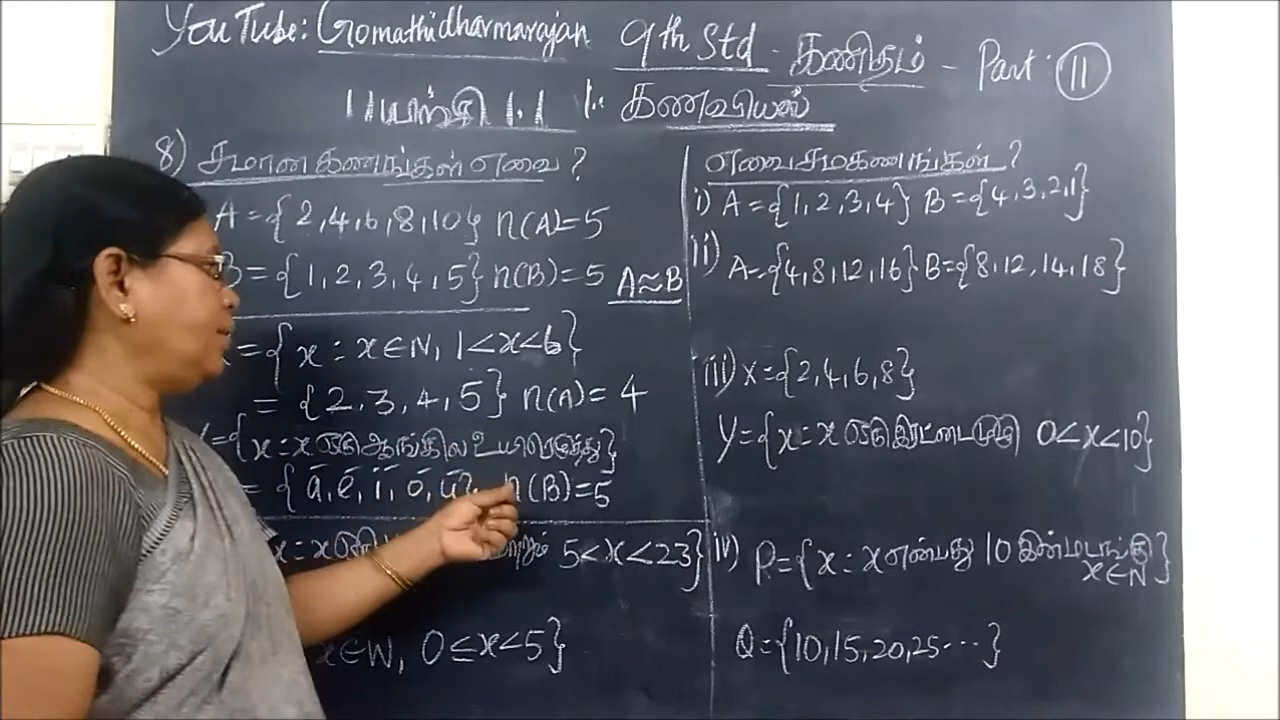 YouTube: Gomathidharmarajan 9th Std - கணிதம் - Part: 11
பயிற்சி 1.1 1. கணவியல்
8) சமான கணங்கள் எவை?
A = {2,4,6,8,10} n(A)=5
B = {1,2,3,4,5} n(B)=5 A≈B
= { x : x∈N, 1<x<6}
= {2,3,4,5} n(A)= 4
={x:x ஒரு ஆங்கில உயிரெழுத்து}
= {a, e, i, o, u} n(B)=5
x:x 5<x<23}
x∈W, 0≤x<5}
எவை சமகணங்கள்?
i) A={1,2,3,4} B={4,3,2,1}
ii) A={4,8,12,16} B={8,12,14,18}
iii) X={2,4,6,8}
Y={x:x ஒரு இரட்டை 0<x<10}
iv) P={x:x என்பது 10 இன் மடங்கு
x∈N}
Q={10,15,20,25...}